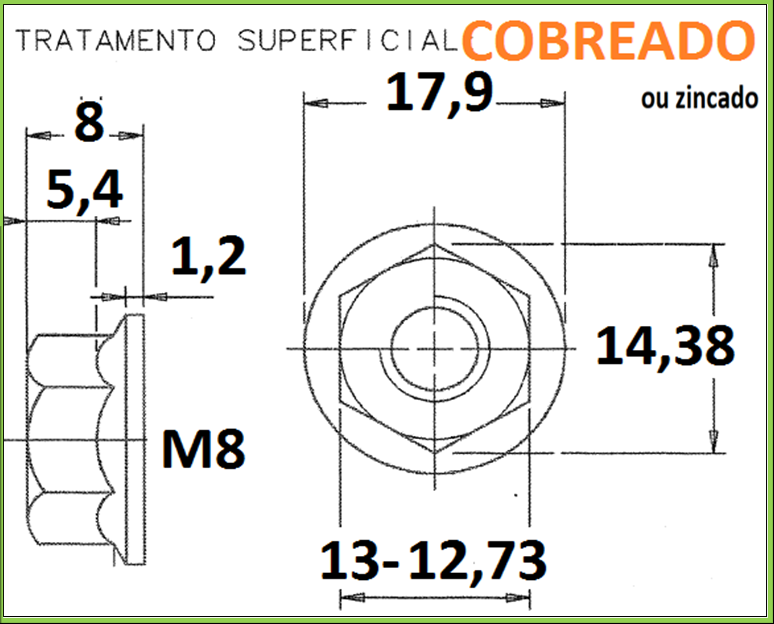 TRATAMENTO SUPERFICIAL COBREADO
ou zincado
17,9
8
5,4
1,2
14,38
M8
13-12,73